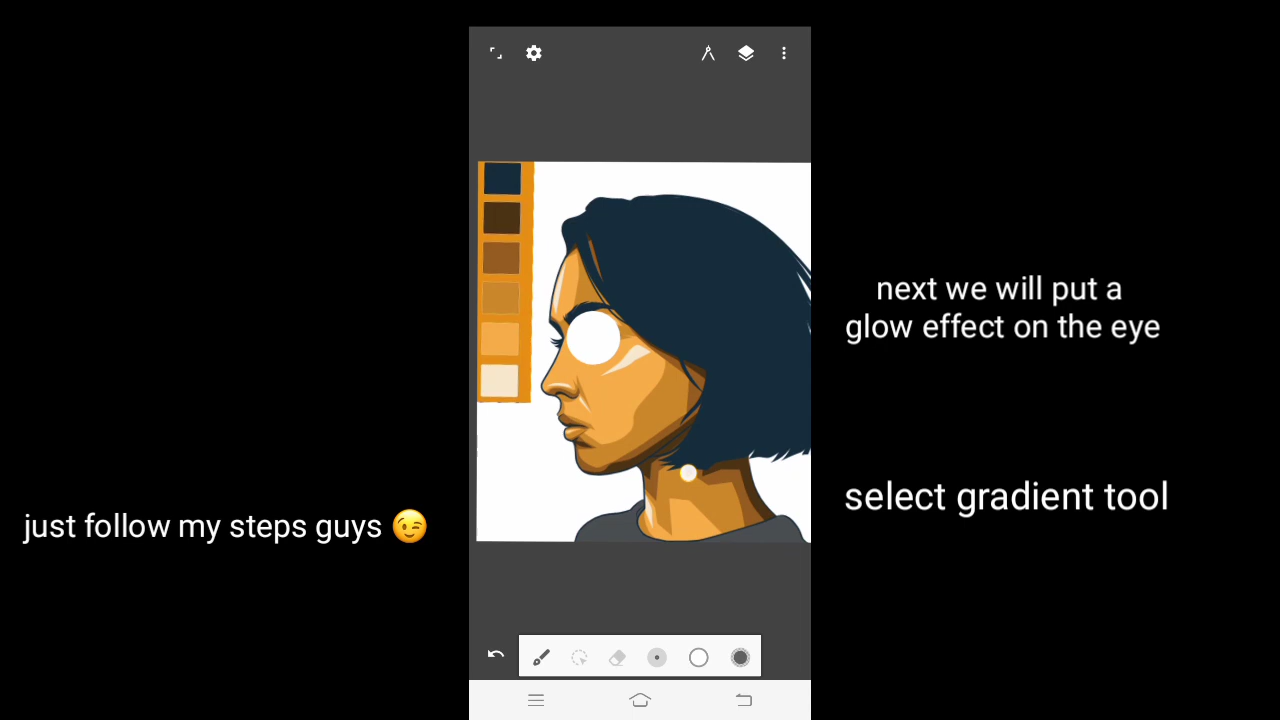 next we will put a
glow effect on the eye
select gradient tool
just follow my steps guys 😉